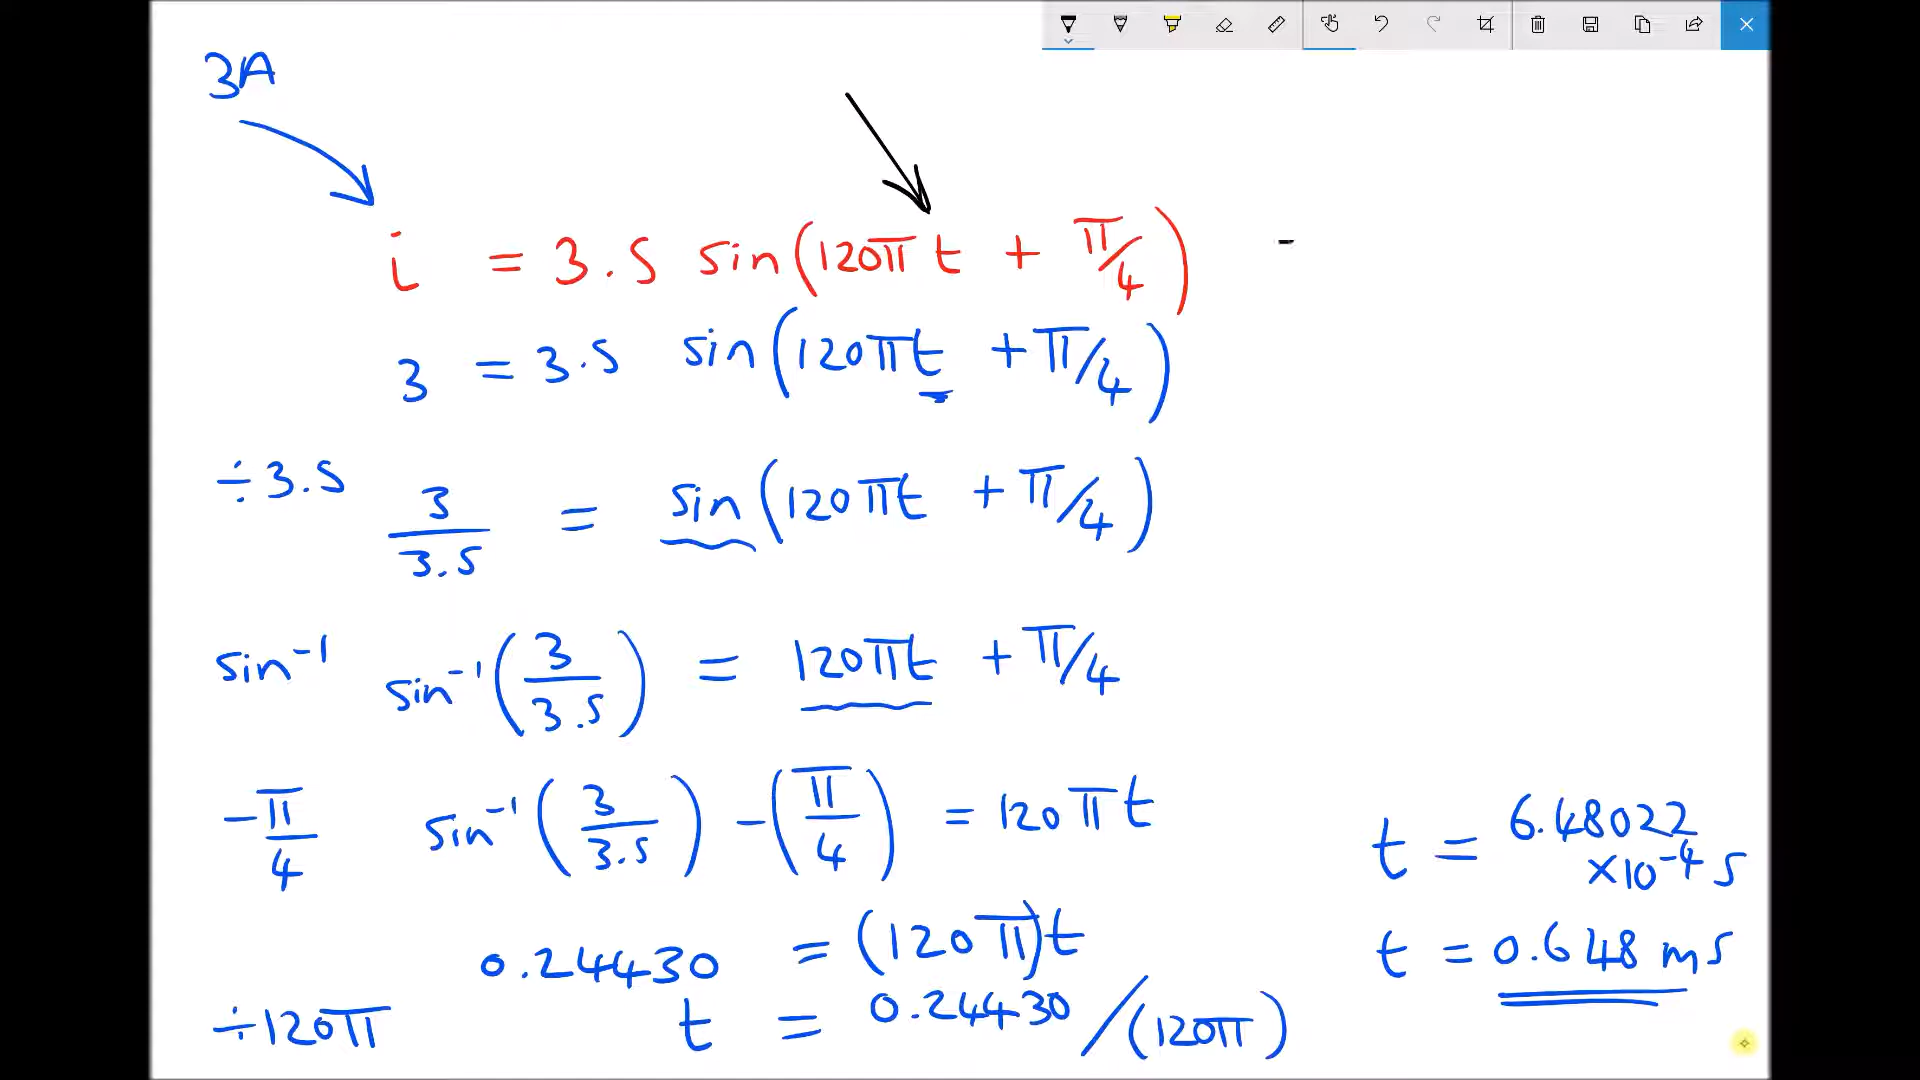 3A
i = 3.5 sin(120πt + π/4) -
3 = 3.5 sin(120πt + π/4)
÷3.5 3/3.5 = sin(120πt + π/4)
sin⁻¹ sin⁻¹(3/3.5) = 120πt + π/4
-π/4 sin⁻¹(3/3.5) - (π/4) = 120πt
0.24430 = (120π)t
÷120π t = 0.24430/(120π)
t = 6.48022
×10⁻⁴ s
t = 0.648 ms